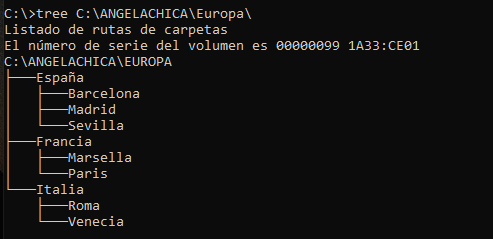 C:\>tree C:\ANGELACHICA\Europa\
Listado de rutas de carpetas
El número de serie del volumen es 00000099 1A33:CE01
C:\ANGELACHICA\EUROPA
├───España
│   ├───Barcelona
│   ├───Madrid
│   └───Sevilla
├───Francia
│   ├───Marsella
│   └───Paris
└───Italia
    ├───Roma
    └───Venecia